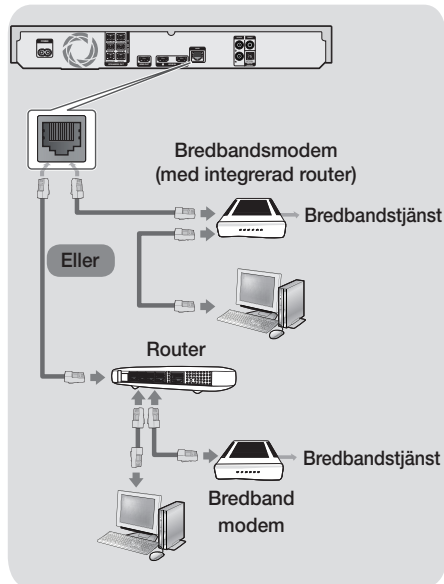 Bredbandsmodem
(med integrerad router)
Bredbandstjänst
Eller
Router
Bredbandstjänst
Bredband
modem